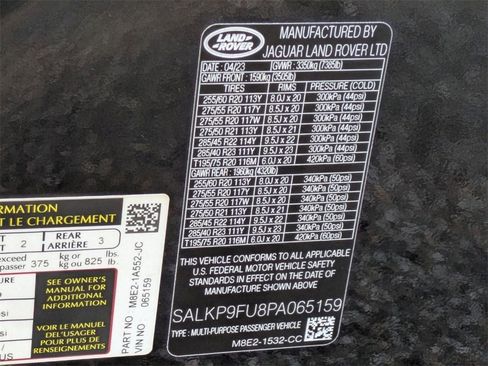 LAND-
ROVER
MANUFACTURED BY
JAGUAR LAND ROVER LTD
DATE : 04/23 GVWR : 3350kg (7385lb)
GAWR FRONT : 1590kg (3505lb)
TIRES RIMS PRESSURE (COLD)
255/60 R20 113Y 8.0J x 20 300kPa (44psi)
275/55 R20 117Y 8.0J x 20 300kPa (44psi)
275/55 R20 117W 8.0J x 20 300kPa (44psi)
275/50 R21 113Y 8.5J x 21 300kPa (44psi)
285/45 R22 114Y 9.5J x 22 300kPa (44psi)
285/40 R23 111Y 9.5J x 23 300kPa (44psi)
T195/75 R20 116M 6.0J x 20 420kPa (60psi)
GAWR REAR : 1960kg (4320lb)
255/60 R20 113Y 8.0J x 20 340kPa (50psi)
275/55 R20 117Y 8.0J x 20 340kPa (50psi)
275/55 R20 117W 8.0J x 20 340kPa (50psi)
275/50 R21 113Y 8.5J x 21 340kPa (50psi)
285/45 R22 114Y 9.5J x 22 340kPa (50psi)
285/40 R23 111Y 9.5J x 23 340kPa (50psi)
T195/75 R20 116M 6.0J x 20 420kPa (60psi)
THIS VEHICLE CONFORMS TO ALL APPLICABLE
U.S. FEDERAL MOTOR VEHICLE SAFETY
STANDARDS IN EFFECT ON THE DATE OF
MANUFACTURE SHOWN ABOVE.
SALKP9FU8PA065159
TYPE : MULTI-PURPOSE PASSENGER VEHICLE
M8E2-1532-CC
FORMATION
T LE CHARGEMENT
2 REAR
ARRIÈRE 3
exceed
passer 375 kg or
kg ou 825 lbs.
lb.
SEE OWNER'S
MANUAL FOR
ADDITIONAL
INFORMATION
VOIR LE MANUEL
DE L'USAGER
POUR PLUS DE
RENSEIGNEMENTS
PART NO M8E2-1A552-JC
VIN NO 065159